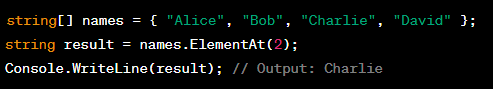 string[] names = { "Alice", "Bob", "Charlie", "David" };
string result = names.ElementAt(2);
Console.WriteLine(result); // Output: Charlie